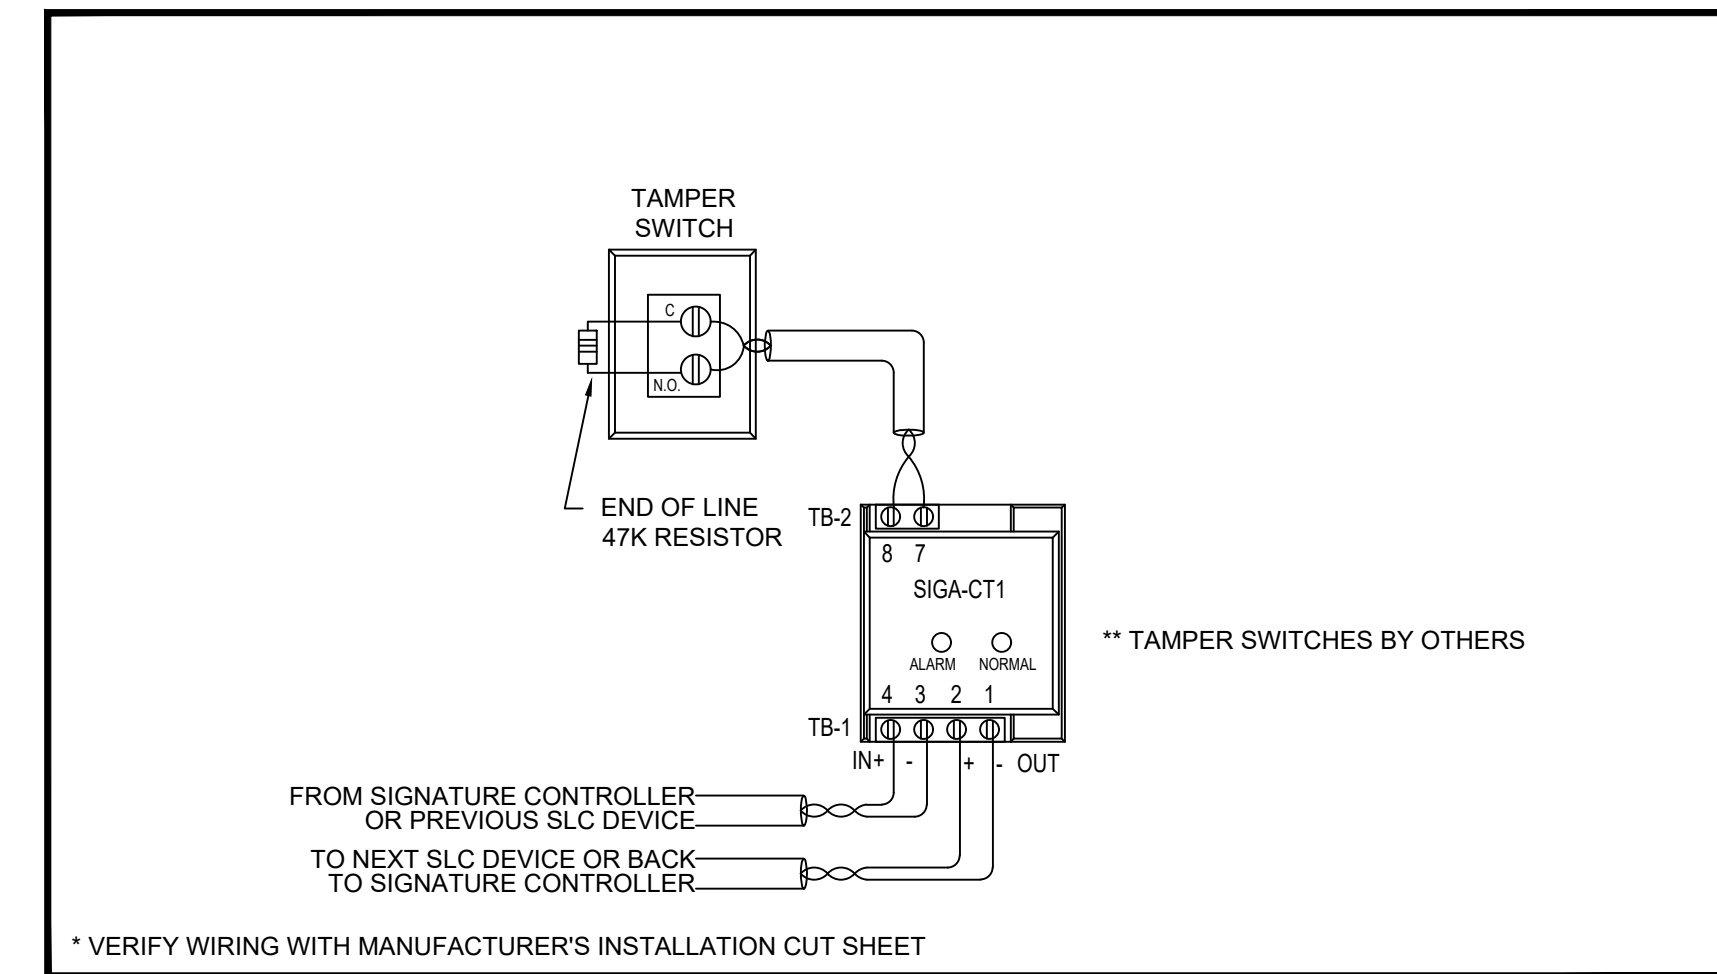 TAMPER
SWITCH
C
N.O.
END OF LINE
47K RESISTOR
TB-2
8 7
SIGA-CT1
ALARM NORMAL
4 3 2 1
TB-1
IN+ - + - OUT
** TAMPER SWITCHES BY OTHERS
FROM SIGNATURE CONTROLLER
OR PREVIOUS SLC DEVICE
TO NEXT SLC DEVICE OR BACK
TO SIGNATURE CONTROLLER
* VERIFY WIRING WITH MANUFACTURER'S INSTALLATION CUT SHEET